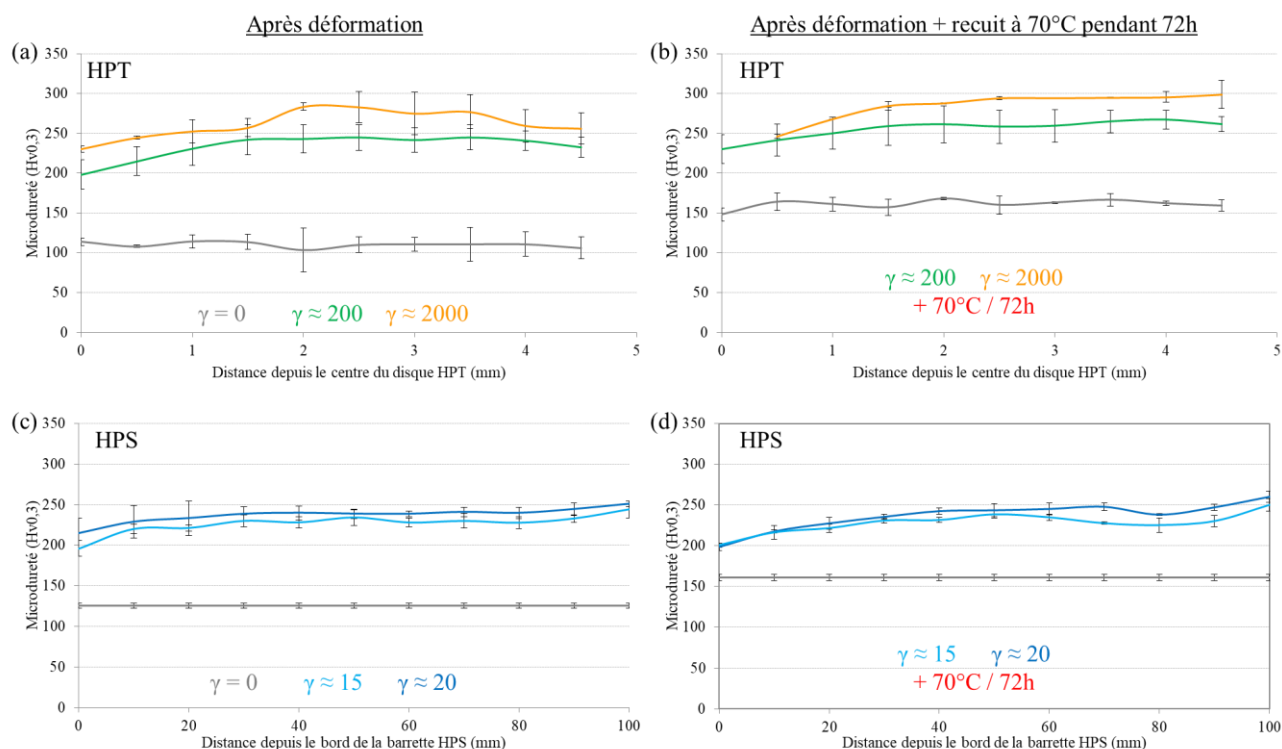 Après déformation
Après déformation + recuit à 70°C pendant 72h
(a)
HPT
Microdureté (Hv0,3)
350
300
250
200
150
100
50
0
γ = 0 γ ≈ 200 γ ≈ 2000
0 1 2 3 4 5
Distance depuis le centre du disque HPT (mm)
(b)
HPT
Microdureté (Hv0,3)
350
300
250
200
150
100
50
0
γ ≈ 200 γ ≈ 2000
+ 70°C / 72h
0 1 2 3 4 5
Distance depuis le centre du disque HPT (mm)
(c)
HPS
Microdureté (Hv0,3)
350
300
250
200
150
100
50
0
γ = 0 γ ≈ 15 γ ≈ 20
0 20 40 60 80 100
Distance depuis le bord de la barrette HPS (mm)
(d)
HPS
Microdureté (Hv0,3)
350
300
250
200
150
100
50
0
γ ≈ 15 γ ≈ 20
+ 70°C / 72h
0 20 40 60 80 100
Distance depuis le bord de la barrette HPS (mm)